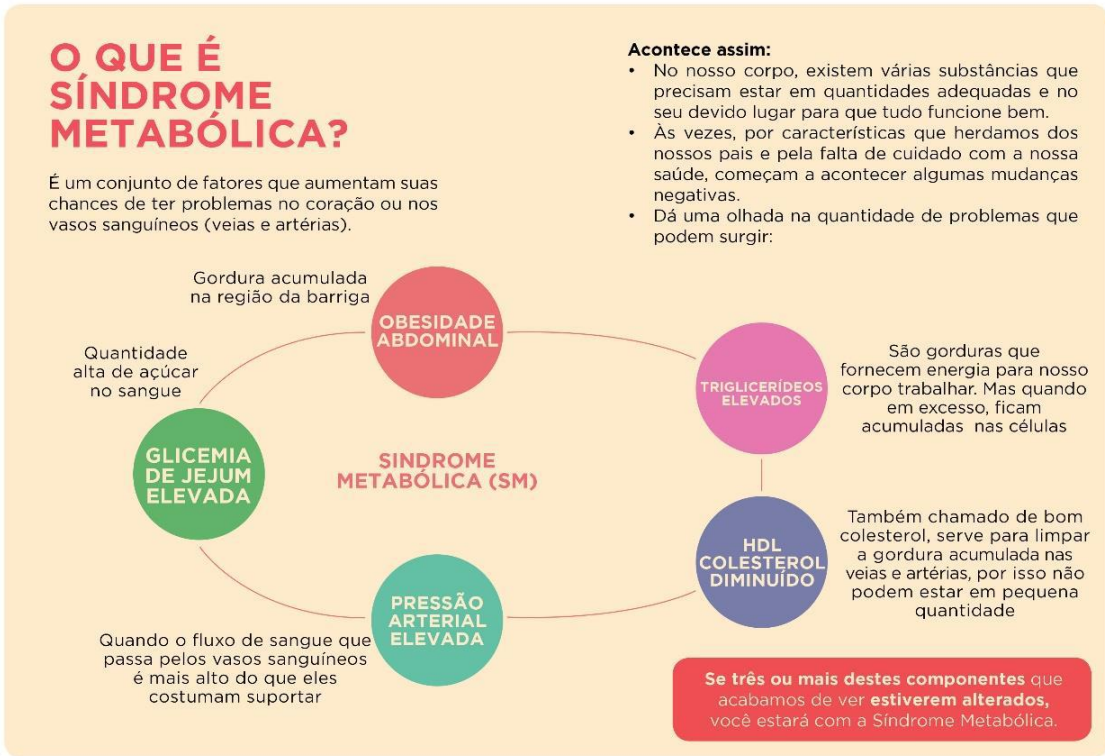 O QUE É
SÍNDROME
METABÓLICA?
É um conjunto de fatores que aumentam suas
chances de ter problemas no coração ou nos
vasos sanguíneos (veias e artérias).
Acontece assim:
• No nosso corpo, existem várias substâncias que
precisam estar em quantidades adequadas e no
seu devido lugar para que tudo funcione bem.
• Às vezes, por características que herdamos dos
nossos pais e pela falta de cuidado com a nossa
saúde, começam a acontecer algumas mudanças
negativas.
• Dá uma olhada na quantidade de problemas que
podem surgir:
Gordura acumulada
na região da barriga
OBESIDADE
ABDOMINAL
Quantidade
alta de açúcar
no sangue
GLICEMIA
DE JEJUM
ELEVADA
SINDROME
METABÓLICA (SM)
TRIGLICERÍDEOS
ELEVADOS
São gorduras que
fornecem energia para nosso
corpo trabalhar. Mas quando
em excesso, ficam
acumuladas nas células
HDL
COLESTEROL
DIMINUÍDO
Também chamado de bom
colesterol, serve para limpar
a gordura acumulada nas
veias e artérias, por isso não
podem estar em pequena
quantidade
PRESSÃO
ARTERIAL
ELEVADA
Quando o fluxo de sangue que
passa pelos vasos sanguíneos
é mais alto do que eles
costumam suportar
Se três ou mais destes componentes que
acabamos de ver estiverem alterados,
você estará com a Síndrome Metabólica.